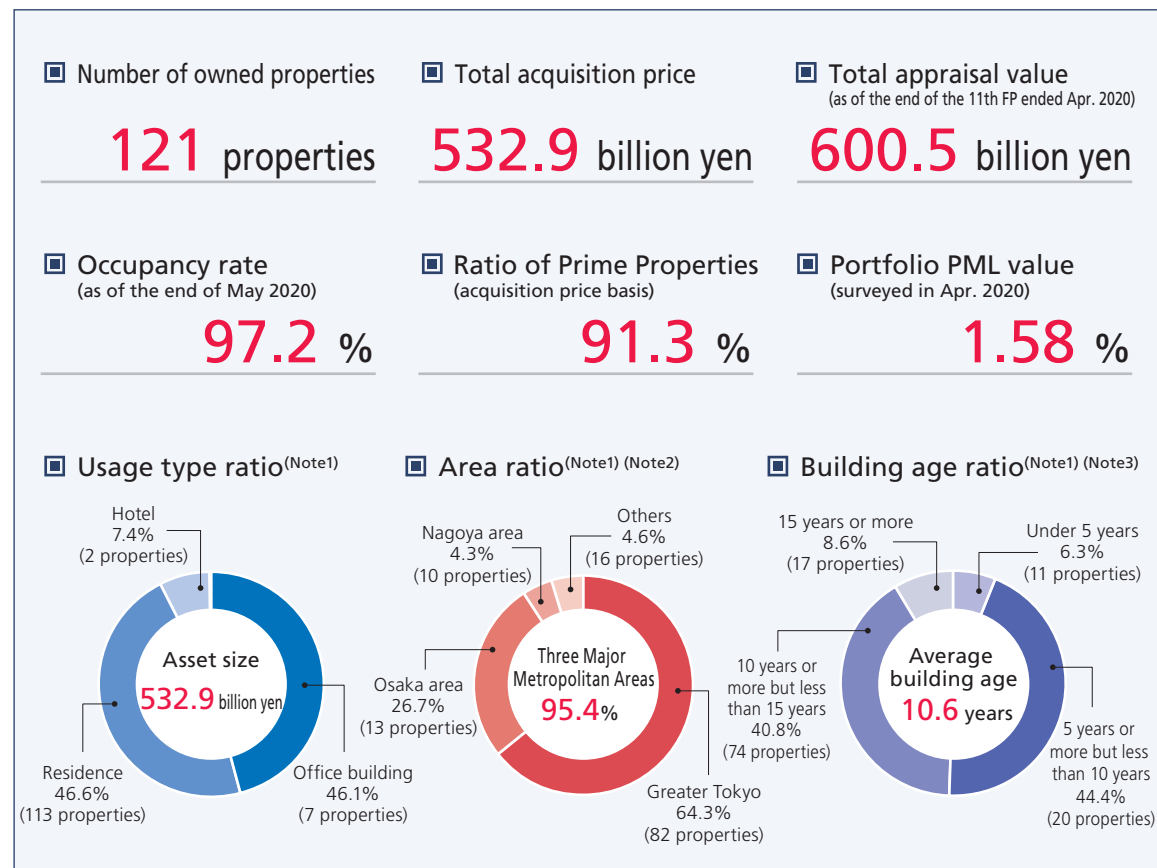 Number of owned properties
121 properties
Total acquisition price
532.9 billion yen
Total appraisal value
(as of the end of the 11th FP ended Apr. 2020)
600.5 billion yen
Occupancy rate
(as of the end of May 2020)
97.2 %
Ratio of Prime Properties
(acquisition price basis)
91.3 %
Portfolio PML value
(surveyed in Apr. 2020)
1.58 %
Usage type ratio(Note1)
Hotel
7.4%
(2 properties)
Asset size
532.9 billion yen
Residence
46.6%
(113 properties)
Office building
46.1%
(7 properties)
Area ratio(Note1) (Note2)
Nagoya area
4.3%
(10 properties)
Others
4.6%
(16 properties)
Osaka area
26.7%
(13 properties)
Three Major
Metropolitan Areas
95.4%
Greater Tokyo
64.3%
(82 properties)
Building age ratio(Note1) (Note3)
15 years or more
8.6%
(17 properties)
Under 5 years
6.3%
(11 properties)
10 years or
more but less
than 15 years
40.8%
(74 properties)
Average
building age
10.6 years
5 years or
more but less
than 10 years
44.4%
(20 properties)